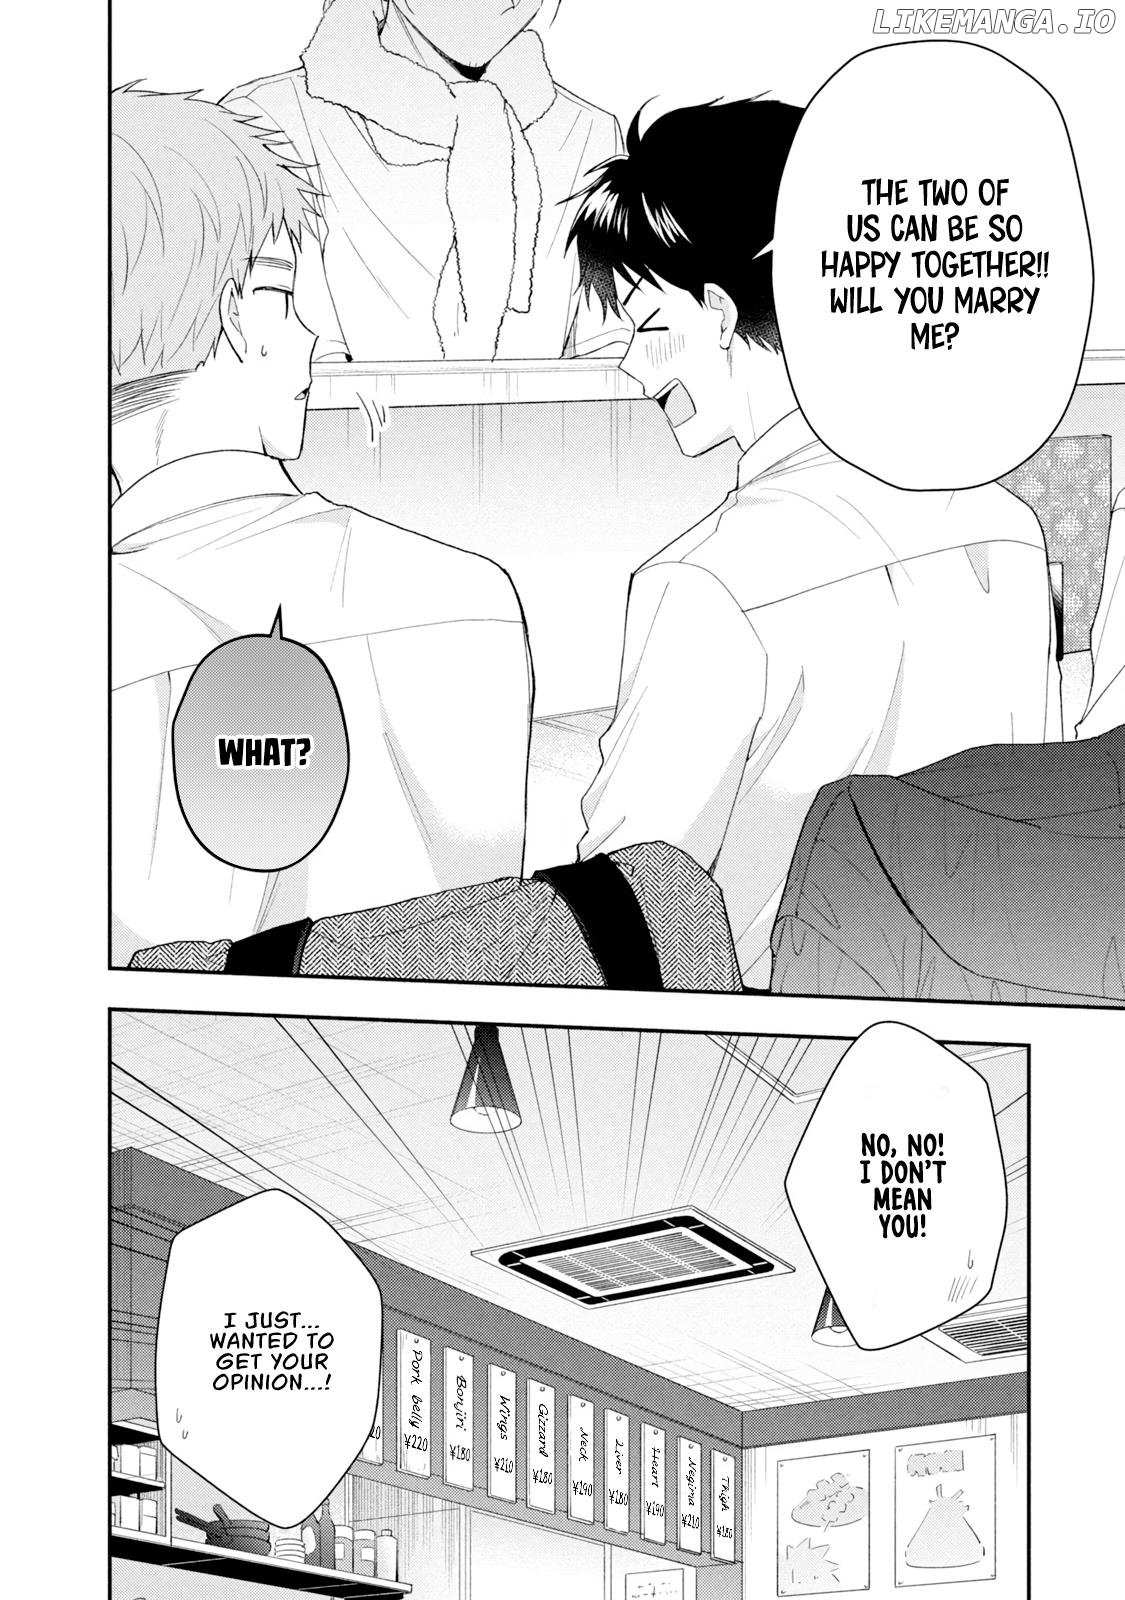 LIKEMANGA.IO
THE TWO OF
US CAN BE SO
HAPPY TOGETHER!!
WILL YOU MARRY
ME?
WHAT?
NO, NO!
I DON'T
MEAN
YOU!
I JUST...
WANTED TO
GET YOUR
OPINION...!
Pork Belly ¥220
Bonjiri ¥180
Wings ¥210
Gizzard ¥180
Neck ¥190
Liver ¥180
Heart ¥190
Negima ¥210
Thigh ¥180